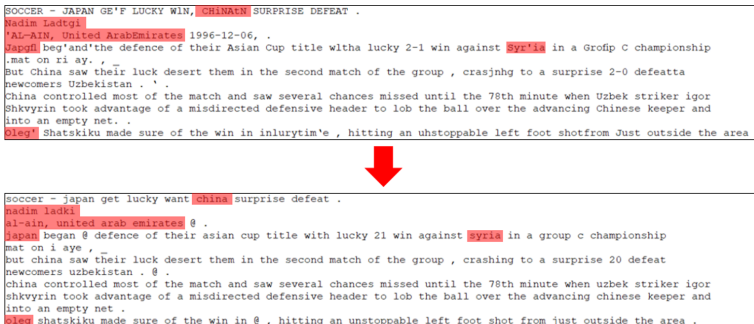 SOCCER - JAPAN GE'F LUCKY WlN, CHiNAtN SURPRISE DEFEAT .
Nadim Ladtgi
'AL—AIN, United ArabEmirates 1996-12-06, .
Japgfl beg'and'the defence of their Asian Cup title wltha lucky 2-1 win against Syr'ia in a Grofip C championship
.mat on ri ay. , _
But China saw their luck desert them in the second match of the group , crasjnhg to a surprise 2-0 defeatta
newcomers Uzbekistan . ‘ .
China controlled most of the match and saw several chances missed until the 78th minute when Uzbek striker igor
Shkvyrin took advantage of a misdirected defensive header to lob the ball over the advancing Chinese keeper and
into an empty net. .
Oleg' Shatskiku made sure of the win in inlurytim‘e , hitting an uhstoppable left foot shotfrom Just outside the area
soccer - japan get lucky want china surprise defeat .
nadim ladki
al-ain, united arab emirates @ .
japan began @ defence of their asian cup title with lucky 21 win against syria in a group c championship
mat on i aye , _
but china saw their luck desert them in the second match of the group , crashing to a surprise 20 defeat
newcomers uzbekistan . @ .
china controlled most of the match and saw several chances missed until the 78th minute when uzbek striker igor
shkvyrin took advantage of a misdirected defensive header to lob the ball over the advancing chinese keeper and
into an empty net .
oleg shatskiku made sure of the win in @ , hitting an unstoppable left foot shot from just outside the area .